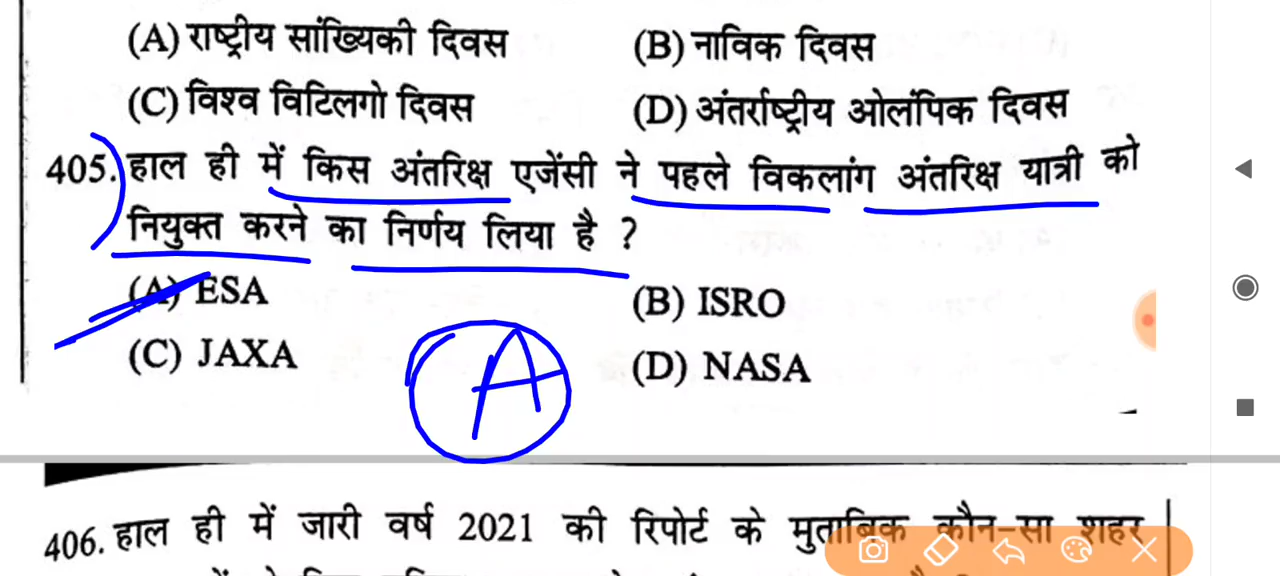 (A) राष्ट्रीय सांख्यिकी दिवस (B) नाविक दिवस
(C) विश्व विटिलगो दिवस (D) अंतर्राष्ट्रीय ओलंपिक दिवस
405. हाल ही में किस अंतरिक्ष एजेंसी ने पहले विकलांग अंतरिक्ष यात्री को
नियुक्त करने का निर्णय लिया है ?
(A) ESA (B) ISRO
(C) JAXA (D) NASA
A
406. हाल ही में जारी वर्ष 2021 की रिपोर्ट के मुताबिक कौन-सा शहर